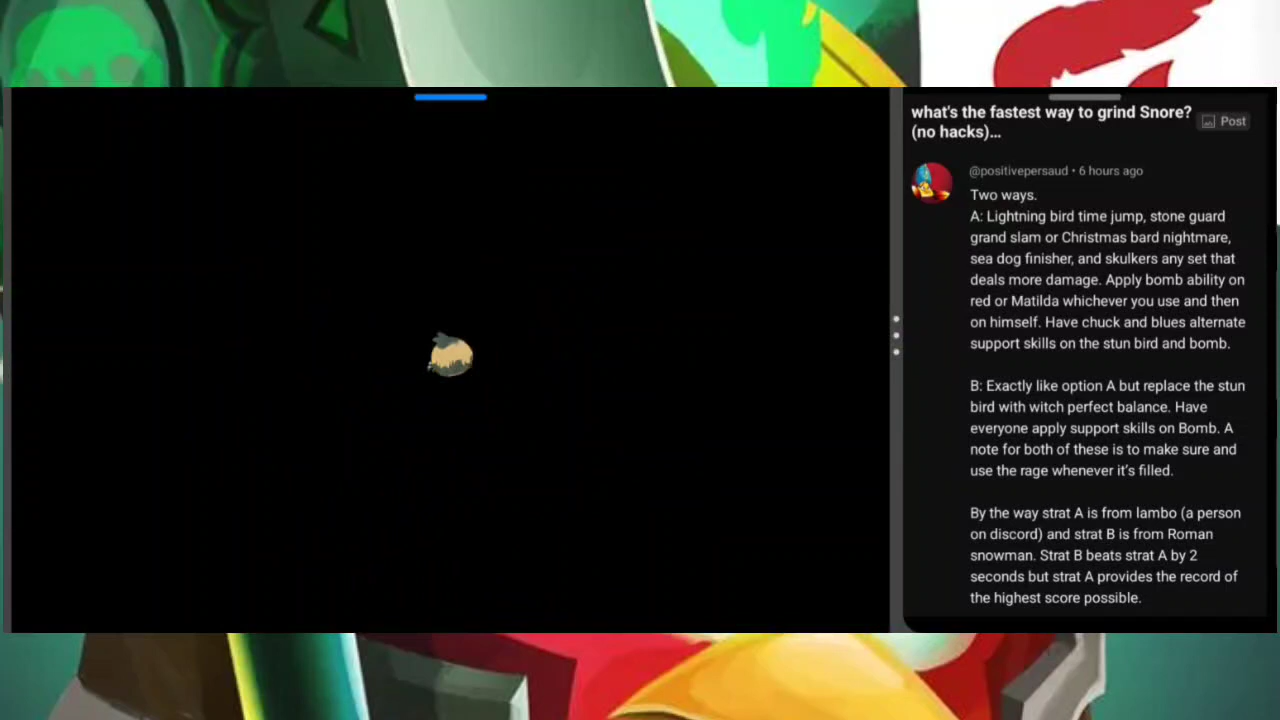 what's the fastest way to grind Snore?
(no hacks)…
Post
@positivepersaud • 6 hours ago
Two ways.
A: Lightning bird time jump, stone guard
grand slam or Christmas bard nightmare,
sea dog finisher, and skulkers any set that
deals more damage. Apply bomb ability on
red or Matilda whichever you use and then
on himself. Have chuck and blues alternate
support skills on the stun bird and bomb.
B: Exactly like option A but replace the stun
bird with witch perfect balance. Have
everyone apply support skills on Bomb. A
note for both of these is to make sure and
use the rage whenever it’s filled.
By the way strat A is from lambo (a person
on discord) and strat B is from Roman
snowman. Strat B beats strat A by 2
seconds but strat A provides the record of
the highest score possible.